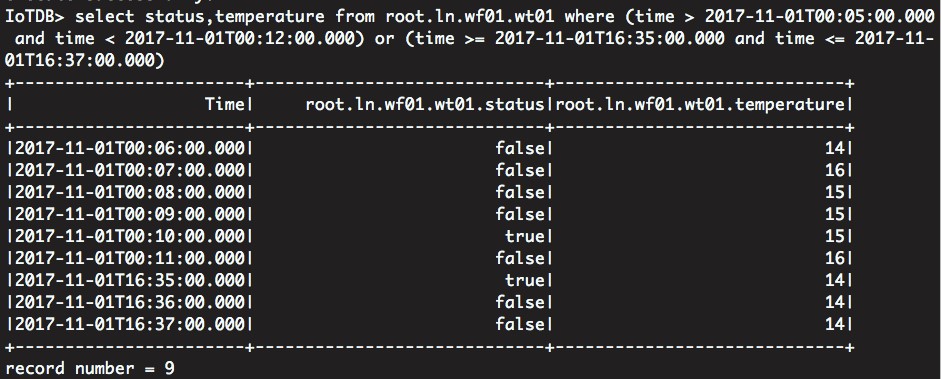 IoTDB> select status,temperature from root.ln.wf01.wt01 where (time > 2017-11-01T00:05:00.000
 and time < 2017-11-01T00:12:00.000) or (time >= 2017-11-01T16:35:00.000 and time <= 2017-11-
01T16:37:00.000)
+-----------------------+----------------------------+-----------------------------+
|                   Time|    root.ln.wf01.wt01.status|root.ln.wf01.wt01.temperature|
+-----------------------+----------------------------+-----------------------------+
|2017-11-01T00:06:00.000|                       false|                           14|
|2017-11-01T00:07:00.000|                       false|                           16|
|2017-11-01T00:08:00.000|                       false|                           15|
|2017-11-01T00:09:00.000|                       false|                           15|
|2017-11-01T00:10:00.000|                        true|                           15|
|2017-11-01T00:11:00.000|                       false|                           16|
|2017-11-01T16:35:00.000|                        true|                           14|
|2017-11-01T16:36:00.000|                       false|                           14|
|2017-11-01T16:37:00.000|                       false|                           14|
+-----------------------+----------------------------+-----------------------------+
record number = 9